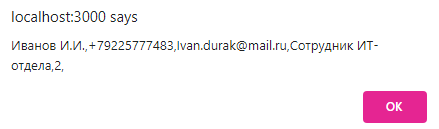 localhost:3000 says
Иванов И.И.,+79225777483,Ivan.durak@mail.ru,Сотрудник ИТ-
отдела,2,
OK